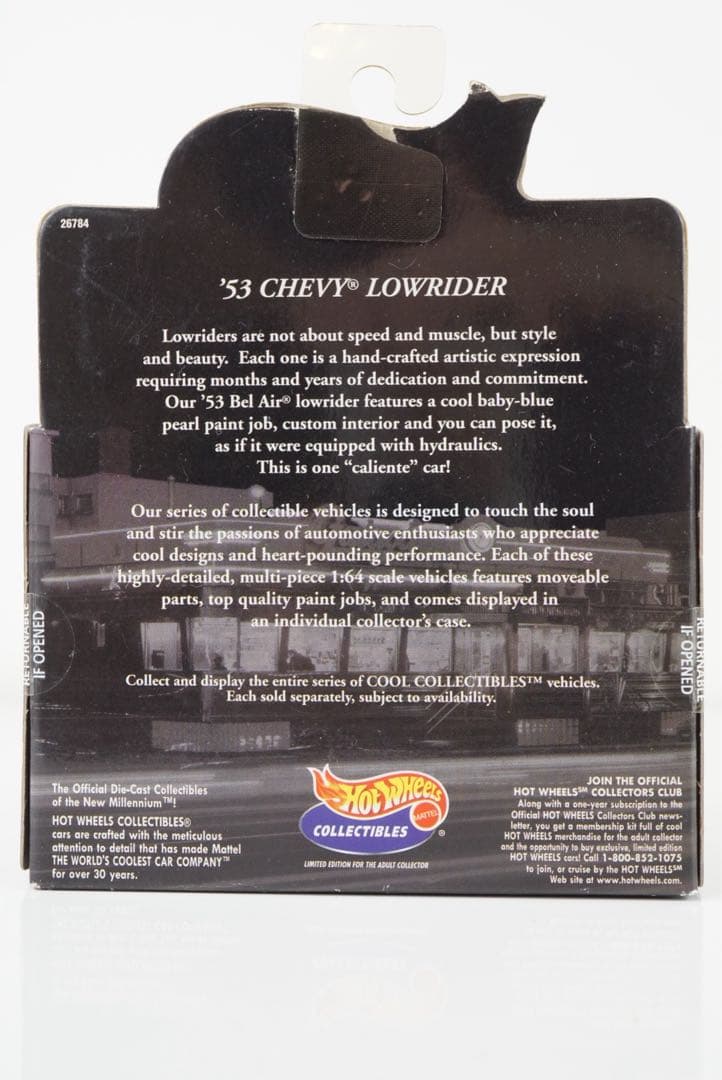 26784
'53 CHEVY® LOWRIDER
Lowriders are not about speed and muscle, but style
and beauty. Each one is a hand-crafted artistic expression
requiring months and years of dedication and commitment.
Our '53 Bel Air® lowrider features a cool baby-blue
pearl paint job, custom interior and you can pose it,
as if it were equipped with hydraulics.
This is one “caliente” car!
Our series of collectible vehicles is designed to touch the soul
and stir the passions of automotive enthusiasts who appreciate
cool designs and heart-pounding performance. Each of these
highly-detailed, multi-piece 1:64 scale vehicles features moveable
parts, top quality paint jobs, and comes displayed in
an individual collector's case.
RETURNABLE
IF OPENED
RETURNABLE
IF OPENED
Collect and display the entire series of COOL COLLECTIBLES™ vehicles.
Each sold separately, subject to availability.
The Official Die-Cast Collectibles
of the New Millennium™!
HOT WHEELS COLLECTIBLES®
cars are crafted with the meticulous
attention to detail that has made Mattel
THE WORLD'S COOLEST CAR COMPANY™
for over 30 years.
Hot Wheels
MATTEL
COLLECTIBLES
®
LIMITED EDITION FOR THE ADULT COLLECTOR
JOIN THE OFFICIAL
HOT WHEELS℠ COLLECTORS CLUB
Along with a one-year subscription to the
Official HOT WHEELS Collectors Club news-
letter, you get a membership kit full of cool
HOT WHEELS merchandise for the adult collector
and the opportunity to buy exclusive, limited edition
HOT WHEELS cars! Call 1-800-852-1075
to join, or cruise by the HOT WHEELS℠
Web site at www.hotwheels.com.